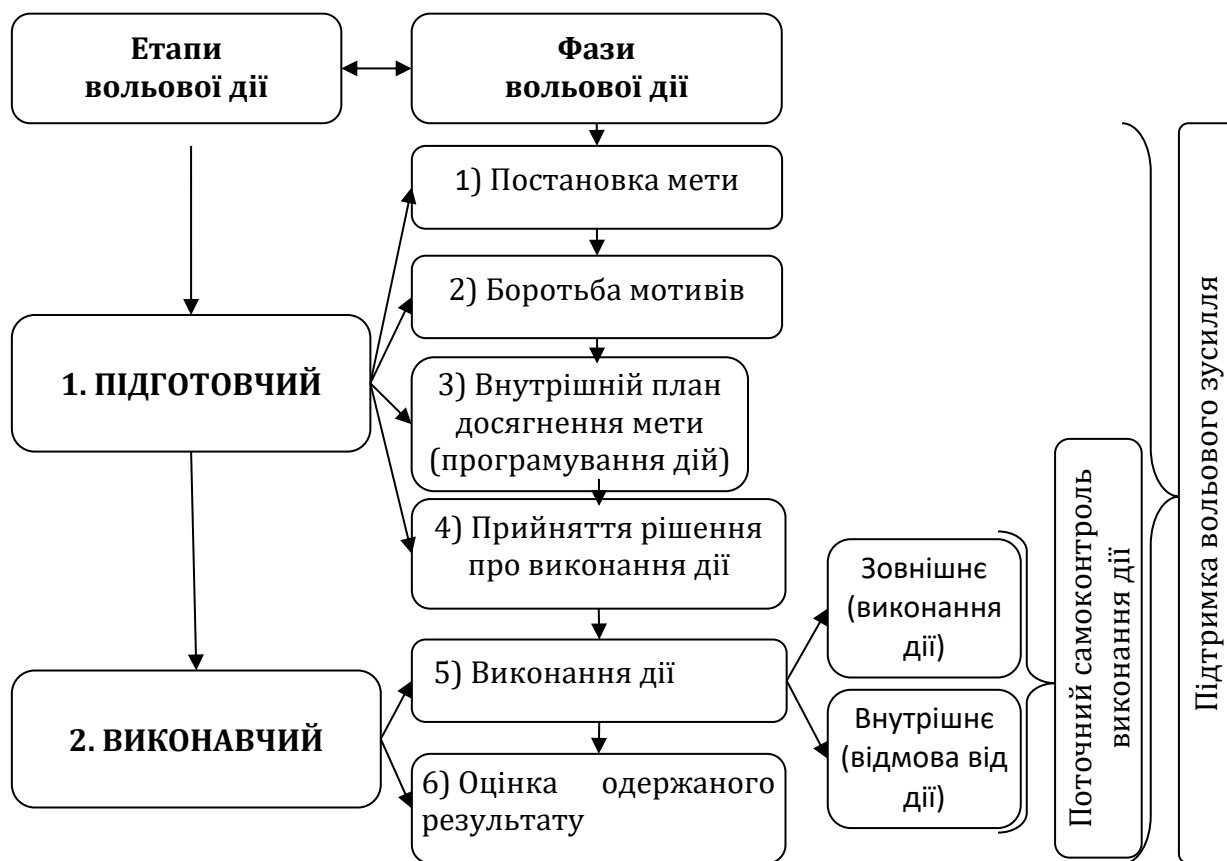 Етапи
вольової дії
Фази
вольової дії
1) Постановка мети
2) Боротьба мотивів
1. ПІДГОТОВЧИЙ
3) Внутрішній план
досягнення мети
(програмування дій)
4) Прийняття рішення
про виконання дії
5) Виконання дії
2. ВИКОНАВЧИЙ
6) Оцінка одержаного
результату
Зовнішнє
(виконання
дії)
Внутрішнє
(відмова від
дії)
Поточний самоконтроль
виконання дії
Підтримка вольового зусилля